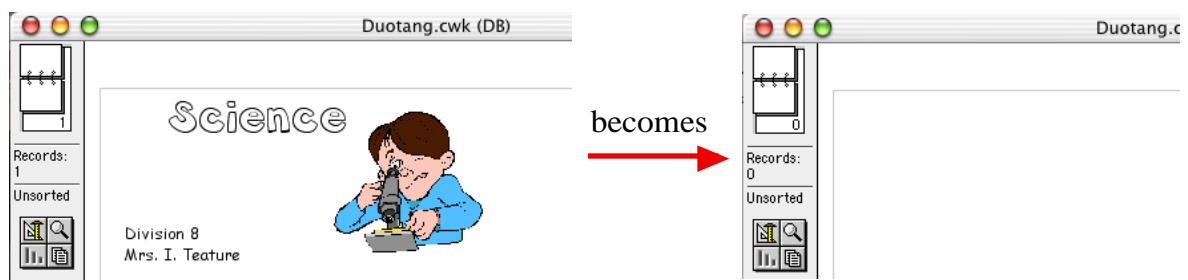 Duotang.cwk (DB)
1
Records:
1
Unsorted
Science
Division 8
Mrs. I. Teature
becomes
Duotang.c
0
Records:
0
Unsorted